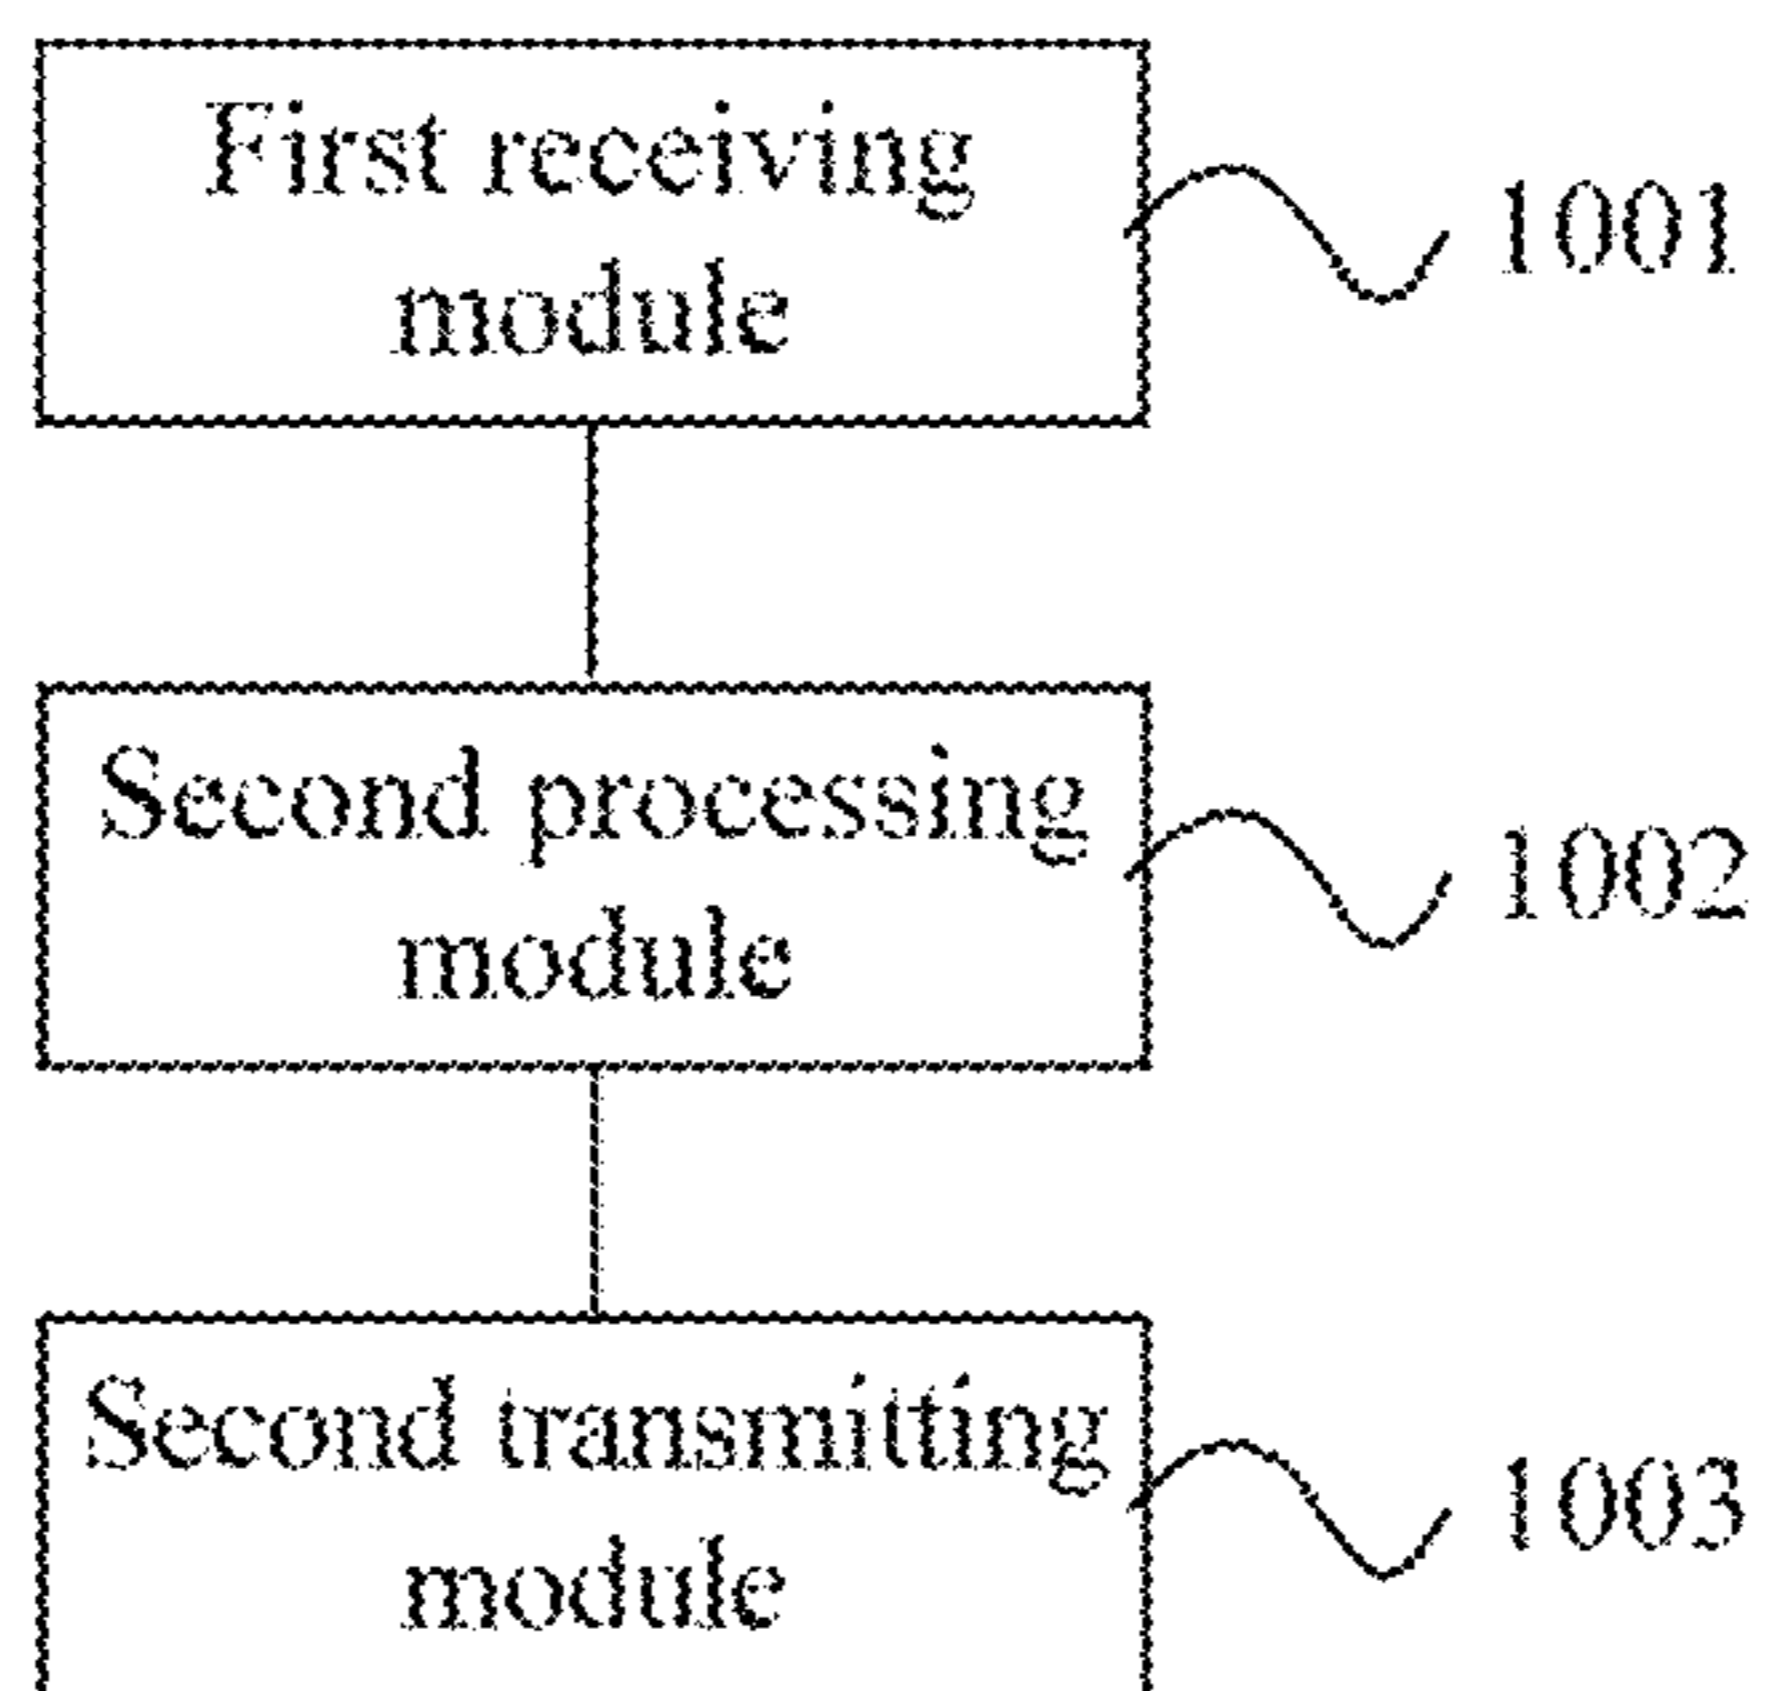 First receiving
module
1001
Second processing
module
1002
Second transmitting
module
1003